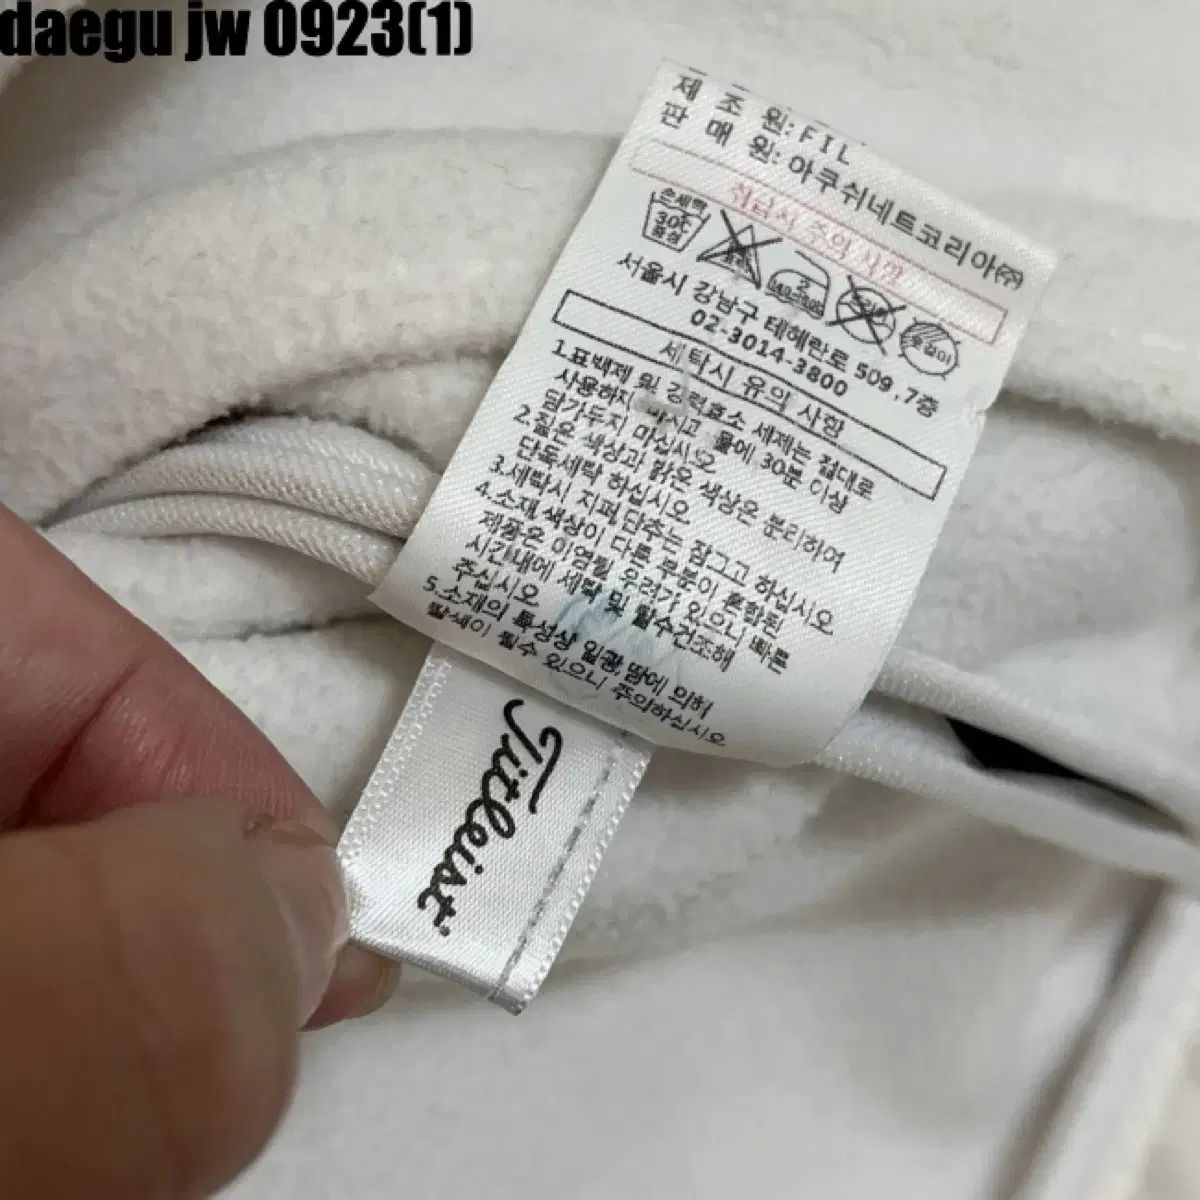 daegu jw 0923(1)
제 조 원: FIL
판 매 원: 아쿠쉬네트코리아㈜
취급시 주의 사항
손세탁
30℃
중성
2
서울시 강남구 테헤란로 509,7층
02-3014-3800
세탁시 유의 사항
1.표백제 및 강력효소 세제는 절대로
사용하지 마시고 물에 30분 이상
담가두지 마십시오
2.짙은 색상과 밝은 색상은 분리하여
단독세탁 하십시오
3.세탁시 지퍼,단추는 잠그고 하십시오
4.소재,색상이 다른 부분이 혼합된
제품은 이염될 우려가 있으니 빠른
시간내에 세탁 및 탈수건조해
주십시오
5.소재의 특성상 일광,땀에 의해
탈색이 될수 있으니 주의하십시오
Titleist